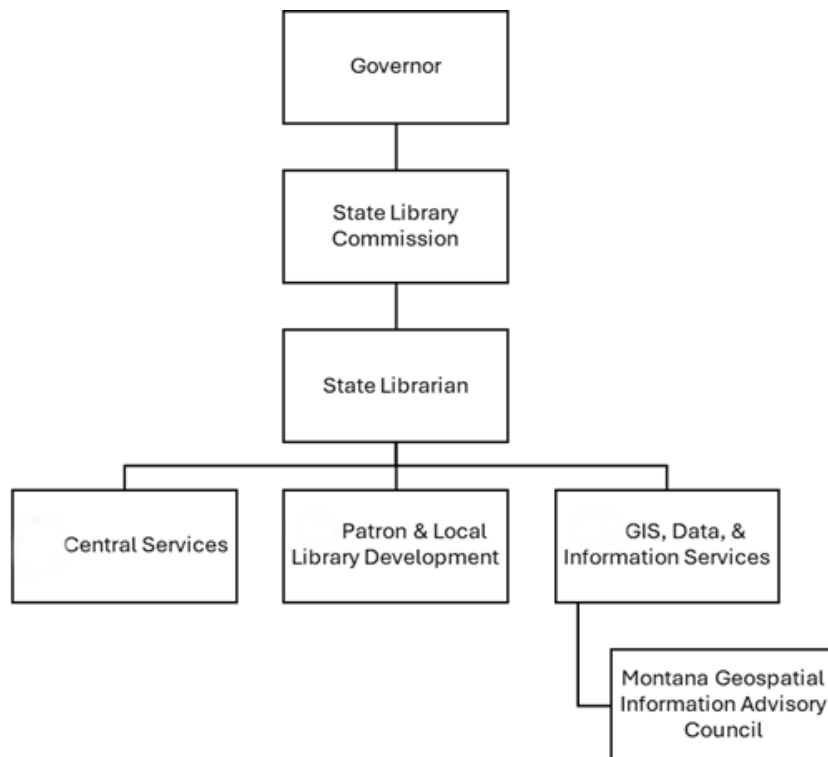 Governor
State Library
Commission
State Librarian
Central Services
Patron & Local
Library Development
GIS, Data, &
Information Services
Montana Geospatial
Information Advisory
Council